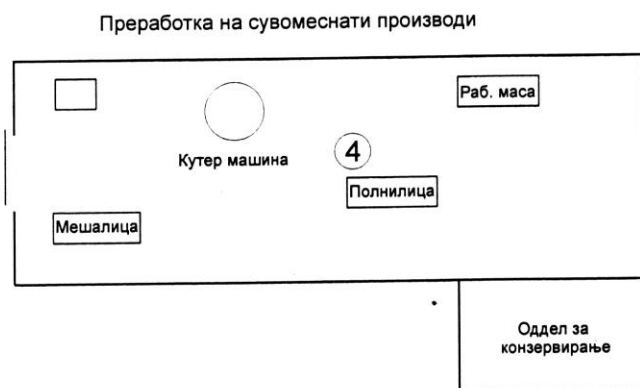 Преработка на сувомеснати производи
Раб. маса
Кутер машина
4
Полнилица
Мешалица
Оддел за
конзервирање